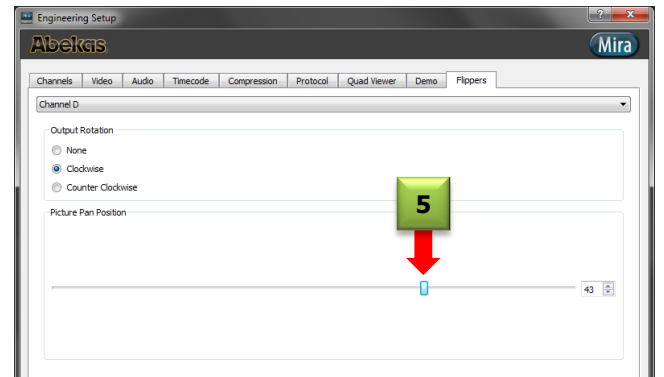 Engineering Setup
Abekas
Mira
Channels Video Audio Timecode Compression Protocol Quad Viewer Demo Flippers
Channel D
Output Rotation
None
Clockwise
Counter Clockwise
Picture Pan Position
5
43